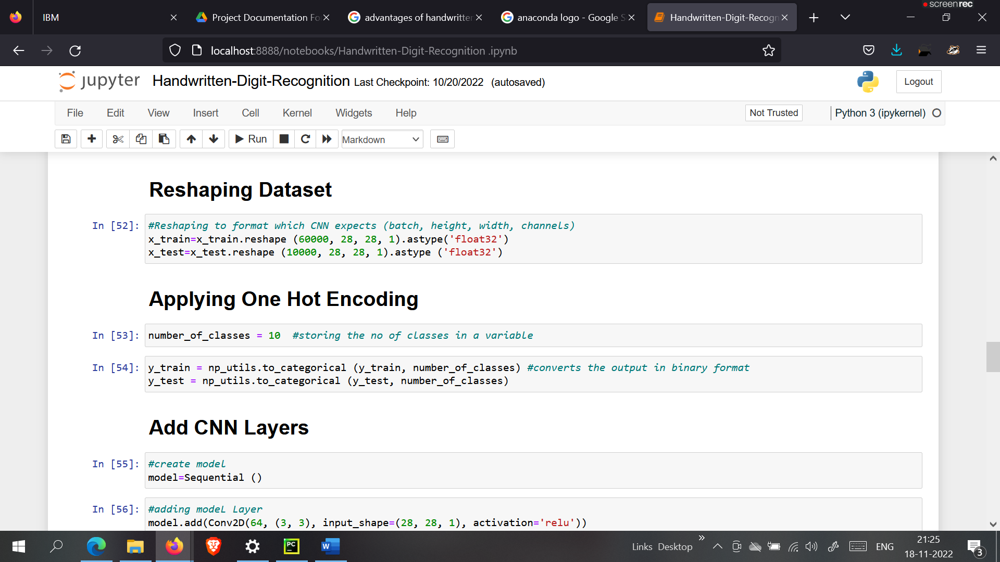 screenrec
IBM
Project Documentation Fo
advantages of handwritten
anaconda logo - Google S
Handwritten-Digit-Recogn
localhost:8888/notebooks/Handwritten-Digit-Recognition .ipynb
jupyter Handwritten-Digit-Recognition Last Checkpoint: 10/20/2022 (autosaved)
Logout
File Edit View Insert Cell Kernel Widgets Help
Not Trusted
Python 3 (ipykernel)
Run
Markdown
Reshaping Dataset
In [52]: #Reshaping to format which CNN expects (batch, height, width, channels)
x_train=x_train.reshape (60000, 28, 28, 1).astype('float32')
x_test=x_test.reshape (10000, 28, 28, 1).astype ('float32')
Applying One Hot Encoding
In [53]: number_of_classes = 10 #storing the no of classes in a variable
In [54]: y_train = np_utils.to_categorical (y_train, number_of_classes) #converts the output in binary format
y_test = np_utils.to_categorical (y_test, number_of_classes)
Add CNN Layers
In [55]: #create model
model=Sequential ()
In [56]: #adding modeL Layer
model.add(Conv2D(64, (3, 3), input_shape=(28, 28, 1), activation='relu'))
PC
W
Links Desktop
ENG
21:25
18-11-2022
3